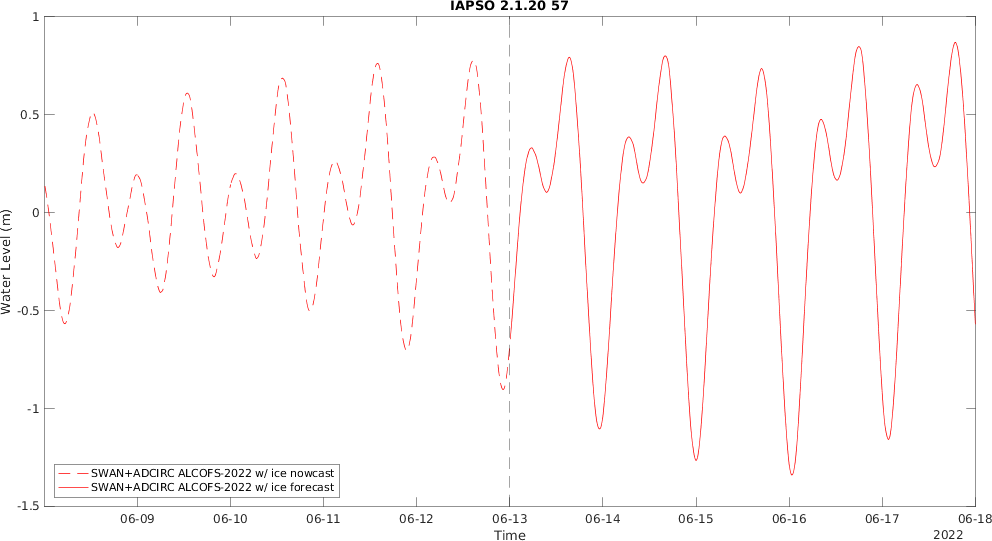 IAPSO 2.1.20 57
1
0.5
0
-0.5
-1
-1.5
Water Level (m)
SWAN+ADCIRC ALCOFS-2022 w/ ice nowcast
SWAN+ADCIRC ALCOFS-2022 w/ ice forecast
06-09 06-10 06-11 06-12 06-13 06-14 06-15 06-16 06-17 06-18
Time
2022